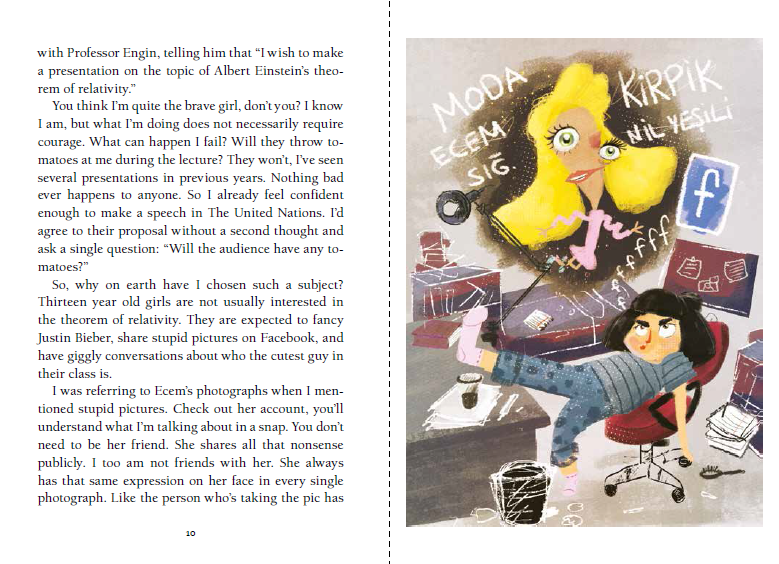 with Professor Engin, telling him that “I wish to make
a presentation on the topic of Albert Einstein’s theo-
rem of relativity.”
You think I’m quite the brave girl, don’t you? I know
I am, but what I’m doing does not necessarily require
courage. What can happen I fail? Will they throw to-
matoes at me during the lecture? They won’t, I’ve seen
several presentations in previous years. Nothing bad
ever happens to anyone. So I already feel confident
enough to make a speech in The United Nations. I’d
agree to their proposal without a second thought and
ask a single question: “Will the audience have any to-
matoes?”
So, why on earth have I chosen such a subject?
Thirteen year old girls are not usually interested in
the theorem of relativity. They are expected to fancy
Justin Bieber, share stupid pictures on Facebook, and
have giggly conversations about who the cutest guy in
their class is.
I was referring to Ecem’s photographs when I men-
tioned stupid pictures. Check out her account, you’ll
understand what I’m talking about in a snap. You don’t
need to be her friend. She shares all that nonsense
publicly. I too am not friends with her. She always
has that same expression on her face in every single
photograph. Like the person who’s taking the pic has
10
MODA
ECEM
SIĞ
KİRPİK
NİL YEŞİLİ
f
f f f f f f f f